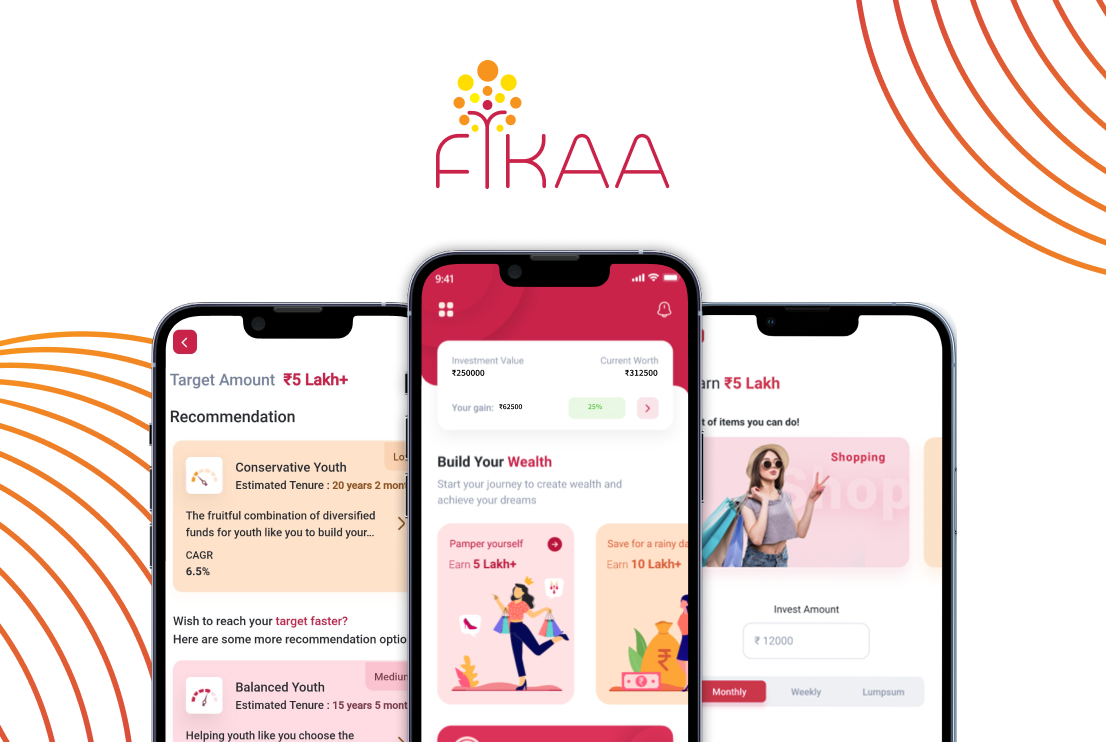 FIKAA
Target Amount ₹5 Lakh+
Recommendation
Lo
Conservative Youth
Estimated Tenure : 20 years 2 mon
The fruitful combination of diversified
funds for youth like you to build your...
CAGR
6.5%
Wish to reach your target faster?
Here are some more recommendation optio
Medium
Balanced Youth
Estimated Tenure : 15 years 5 mont
Helping youth like you choose the
9:41
Investment Value
Current Worth
₹250000
₹312500
Your gain: ₹62500
25%
Build Your Wealth
Start your journey to create wealth and
achieve your dreams
Pamper yourself
Earn 5 Lakh+
Save for a rainy da
Earn 10 Lakh+
arn ₹5 Lakh
t of items you can do!
Shopping
Shop
Invest Amount
₹ 12000
Monthly
Weekly
Lumpsum